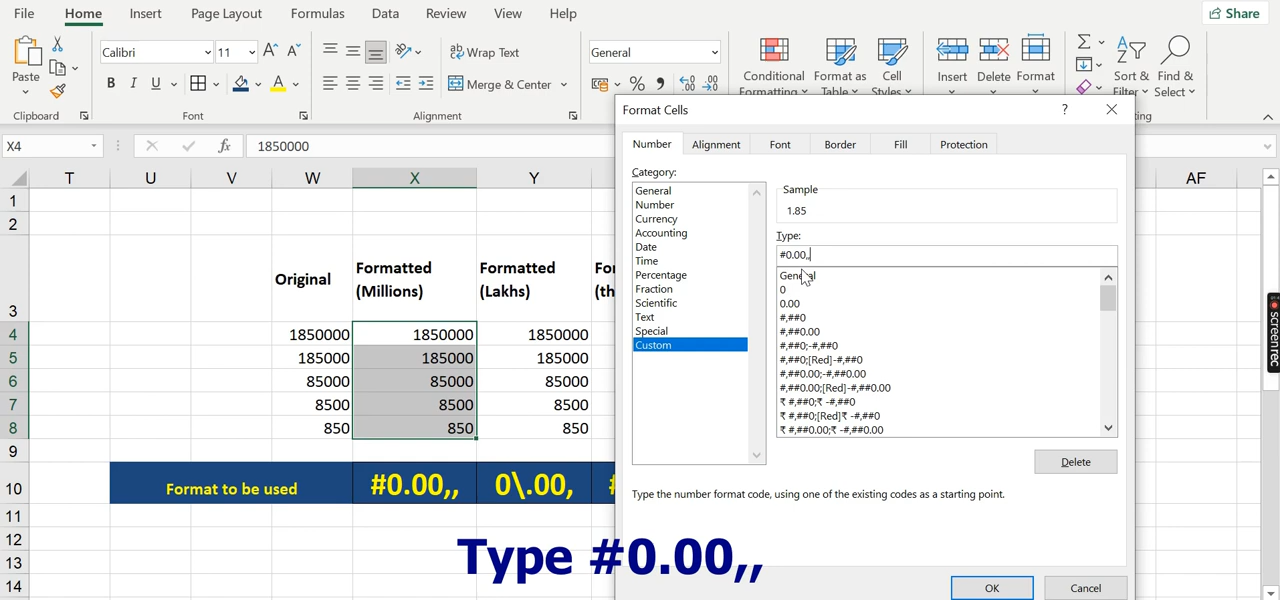 File Home Insert Page Layout Formulas Data Review View Help Share
Calibri 11 Wrap Text General
Paste B I U Merge & Center % , Conditional Formatting Format as Table Cell Styles Insert Delete Format Sort & Filter Find & Select
Clipboard Font Alignment
Format Cells ?
X4 fx 1850000
Number Alignment Font Border Fill Protection
Category:
General
Number
Currency
Accounting
Date
Time
Percentage
Fraction
Scientific
Text
Special
Custom
Sample
1.85
Type:
#0.00,,
General
0
0.00
#,##0
#,##0.00
#,##0;-#,##0
#,##0;[Red]-#,##0
#,##0.00;-#,##0.00
#,##0.00;[Red]-#,##0.00
₹ #,##0;₹ -#,##0
₹ #,##0;[Red]₹ -#,##0
₹ #,##0.00;₹ -#,##0.00
Delete
Type the number format code, using one of the existing codes as a starting point.
OK Cancel
T U V W X Y AF
1
2
3 Original Formatted (Millions) Formatted (Lakhs)
4 1850000 1850000 1850000
5 185000 185000 185000
6 85000 85000 85000
7 8500 8500 8500
8 850 850 850
9
10 Format to be used #0.00,, 0\.00,
11
12
13
14
Type #0.00,,
screenrec